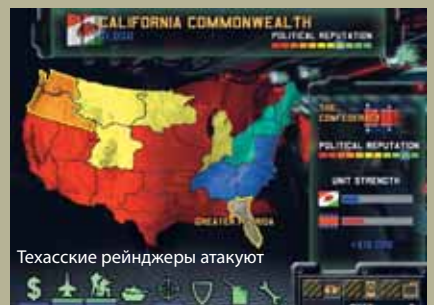 CALIFORNIA COMMONWEALTH
POLITICAL REPUTATION
THE
CONFEDERACY
POLITICAL REPUTATION
UNIT STRENGTH
GREATER FLORIDA
Техасские рейнджеры атакуют
$